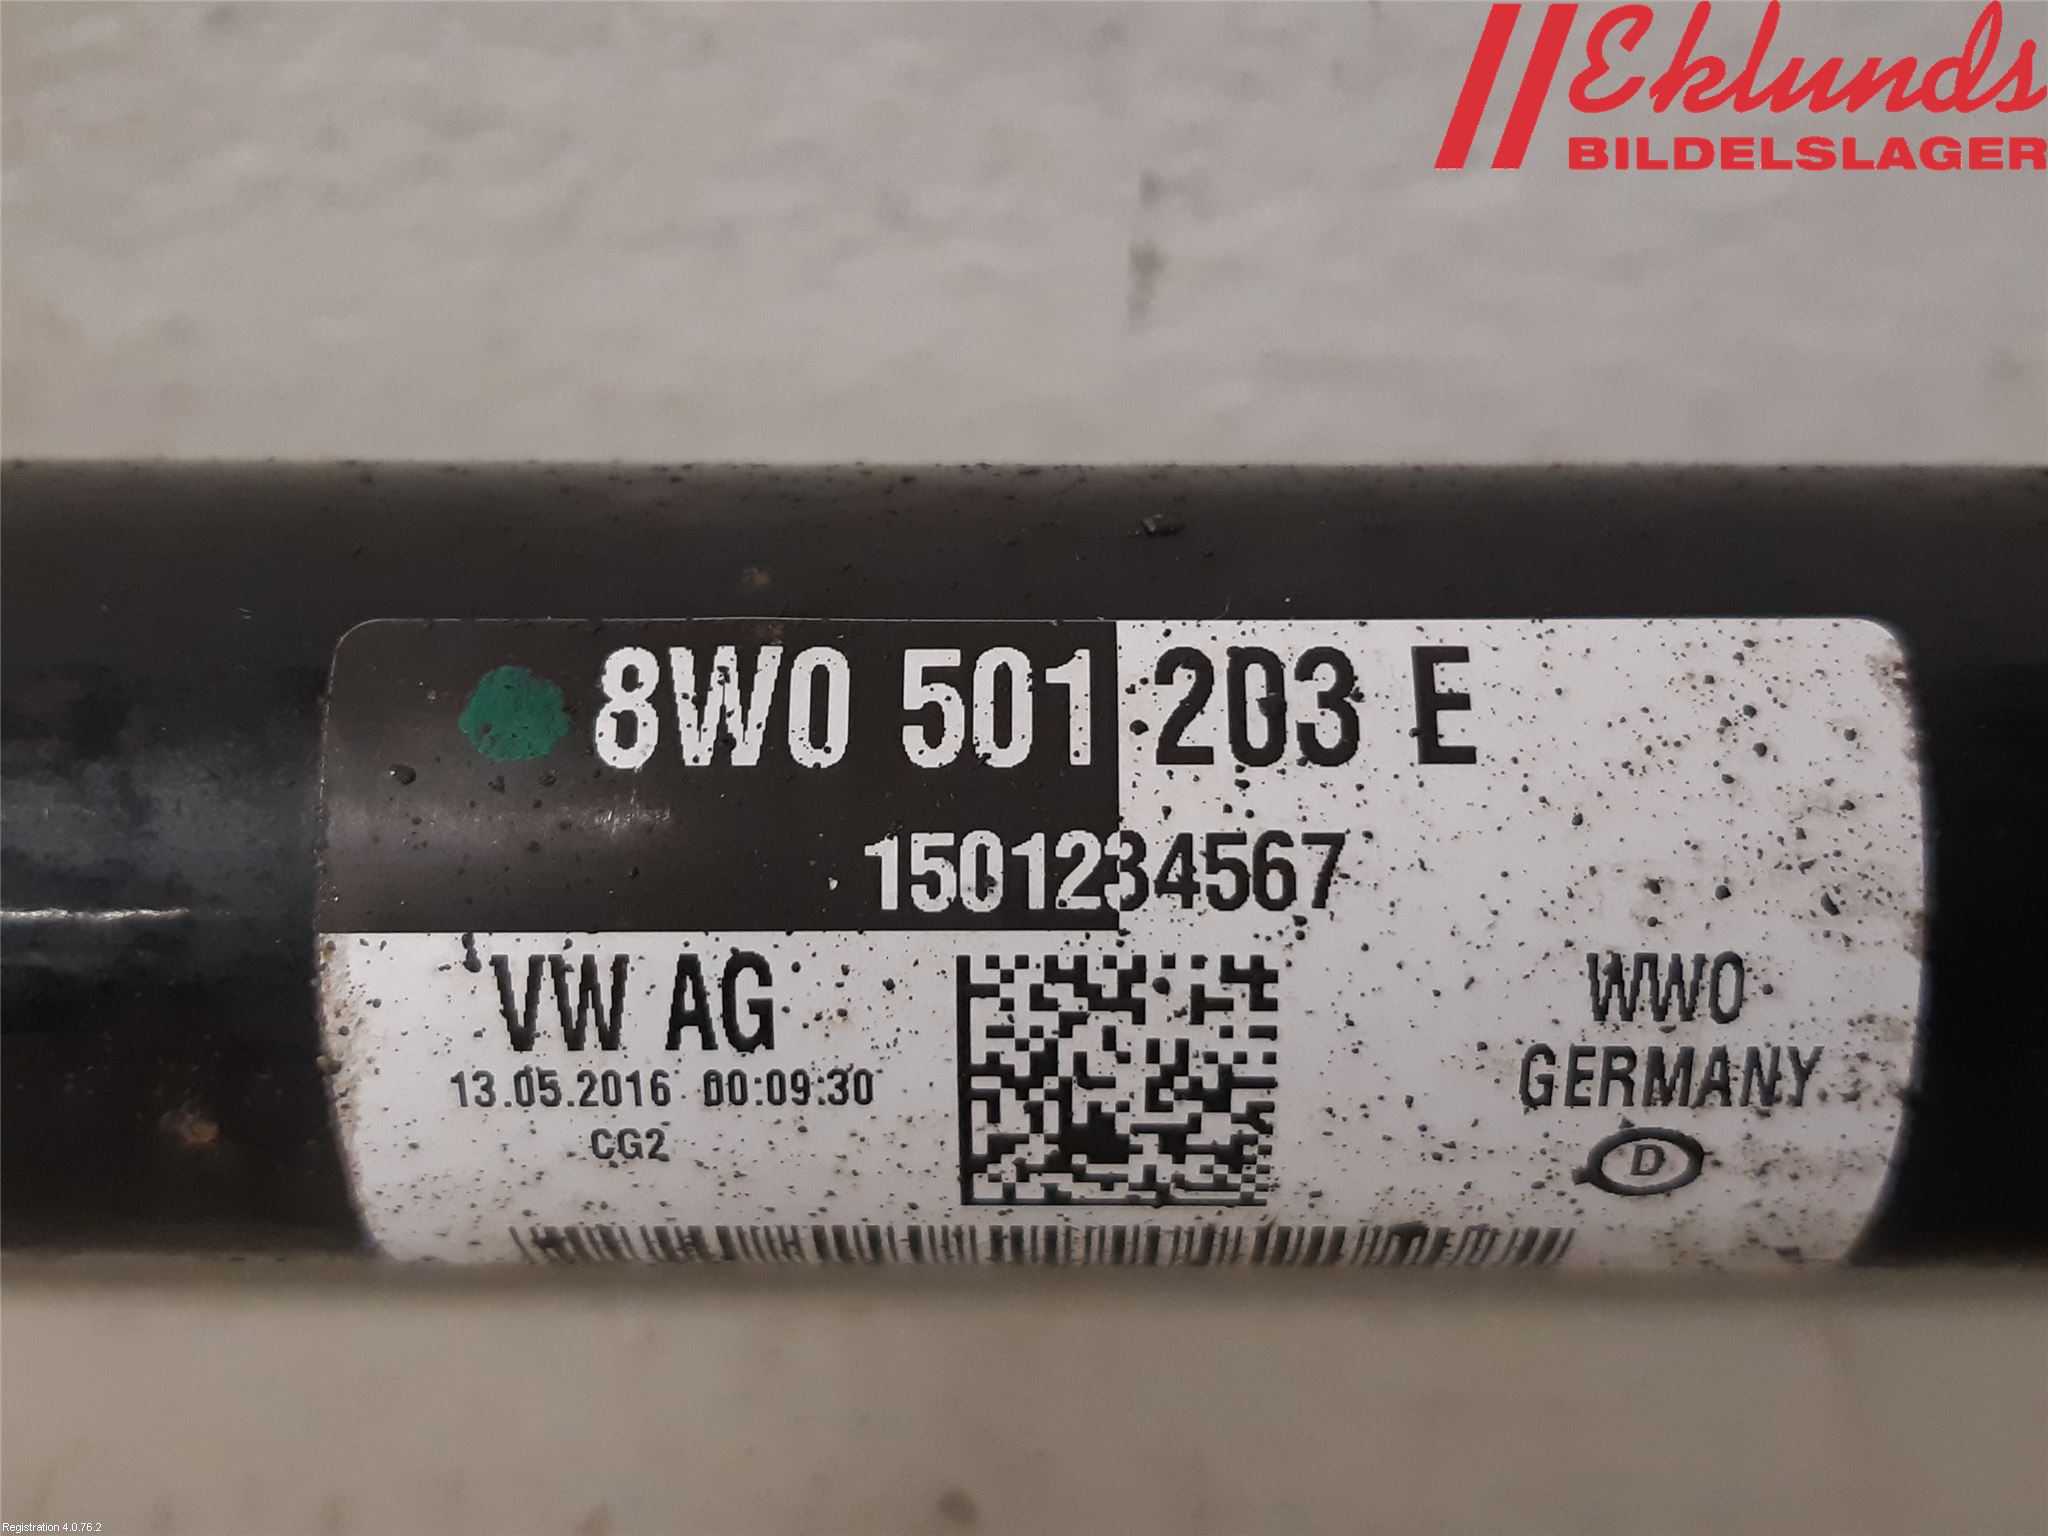 Eklunds
BILDELSLAGER
8W0 501 203 E
1501234567
VW AG
13.05.2016 00:09:30
CG2
WWO
GERMANY
D
Registration 4.0.76.2